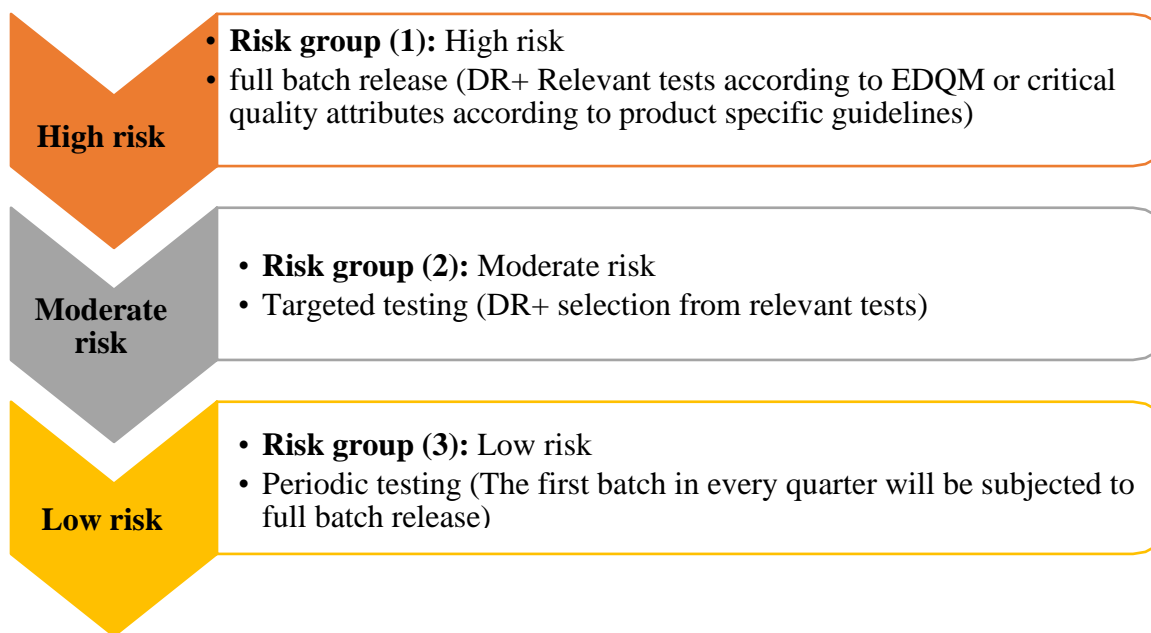 High risk
• Risk group (1): High risk
• full batch release (DR+ Relevant tests according to EDQM or critical
quality attributes according to product specific guidelines)
Moderate
risk
• Risk group (2): Moderate risk
• Targeted testing (DR+ selection from relevant tests)
Low risk
• Risk group (3): Low risk
• Periodic testing (The first batch in every quarter will be subjected to
full batch release)